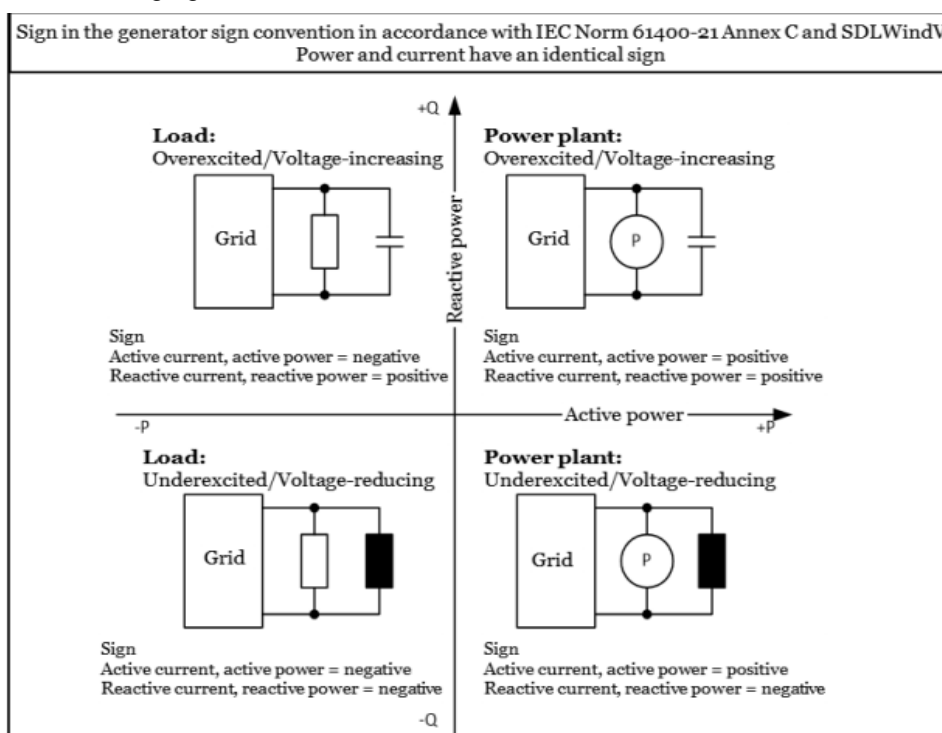 Sign in the generator sign convention in accordance with IEC Norm 61400-21 Annex C and SDLWindV
Power and current have an identical sign
+Q
Load:
Overexcited/Voltage-increasing
Grid
Sign
Active current, active power = negative
Reactive current, reactive power = positive
Reactive power
Power plant:
Overexcited/Voltage-increasing
Grid
P
Sign
Active current, active power = positive
Reactive current, reactive power = positive
-P
Active power
+P
Load:
Underexcited/Voltage-reducing
Grid
Sign
Active current, active power = negative
Reactive current, reactive power = negative
Power plant:
Underexcited/Voltage-reducing
Grid
P
Sign
Active current, active power = positive
Reactive current, reactive power = negative
-Q